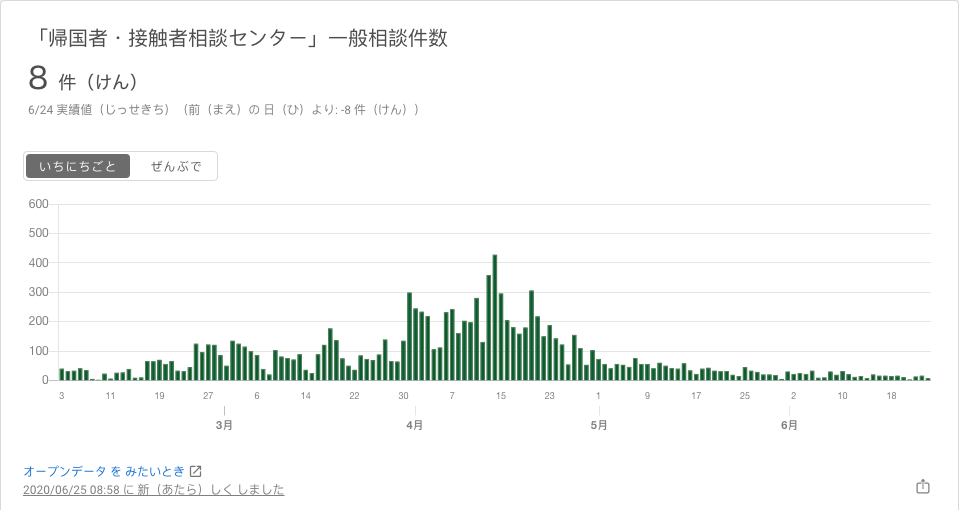 「帰国者・接触者相談センター」一般相談件数
8 件（けん）
6/24 実績値（じっせきち）（前（まえ）の 日（ひ）より: -8 件（けん））
いちにちごと ぜんぶで
600
500
400
300
200
100
0
3 11 19 27 6 14 22 30 7 15 23 1 9 17 25 2 10 18
3月 4月 5月 6月
オープンデータ を みたいとき
2020/06/25 08:58 に 新（あたら）しく しました